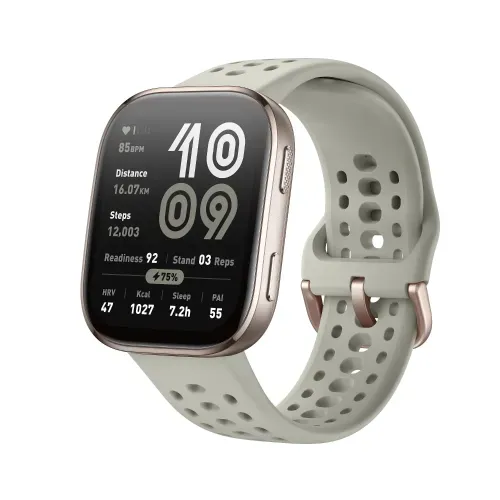 10
85BPM
09
Distance
16.07KM
Steps
12,003
Readiness 92
Stand 03 Reps
75%
HRV
Kcal
Sleep
PAI
47
1027
7.2h
55